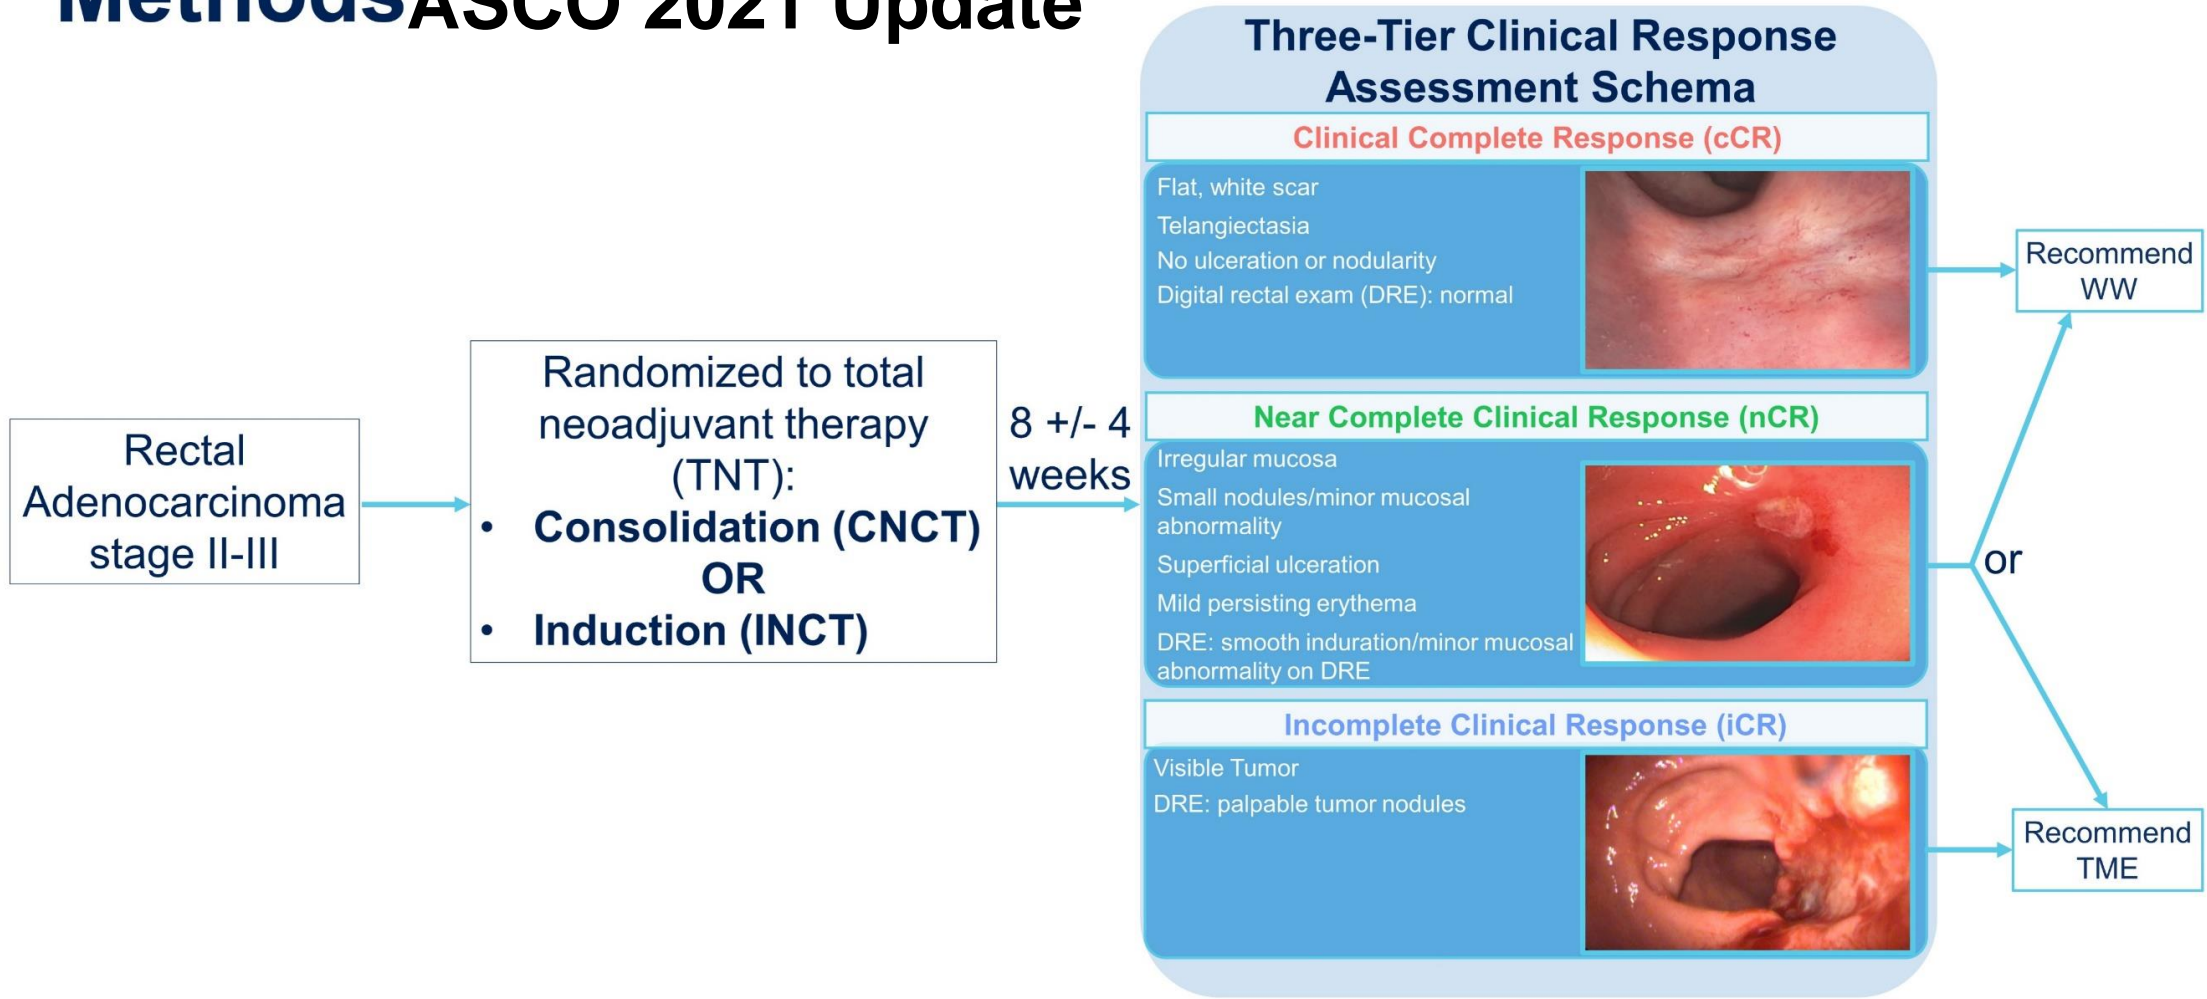 Methods ASCO 2021 Update
Three-Tier Clinical Response
Assessment Schema
Clinical Complete Response (cCR)
Flat, white scar
Telangiectasia
No ulceration or nodularity
Digital rectal exam (DRE): normal
Recommend
WW
Rectal
Adenocarcinoma
stage II-III
Randomized to total
neoadjuvant therapy
(TNT):
• Consolidation (CNCT)
OR
• Induction (INCT)
8 +/- 4
weeks
Near Complete Clinical Response (nCR)
Irregular mucosa
Small nodules/minor mucosal
abnormality
Superficial ulceration
Mild persisting erythema
DRE: smooth induration/minor mucosal
abnormality on DRE
or
Incomplete Clinical Response (iCR)
Visible Tumor
DRE: palpable tumor nodules
Recommend
TME